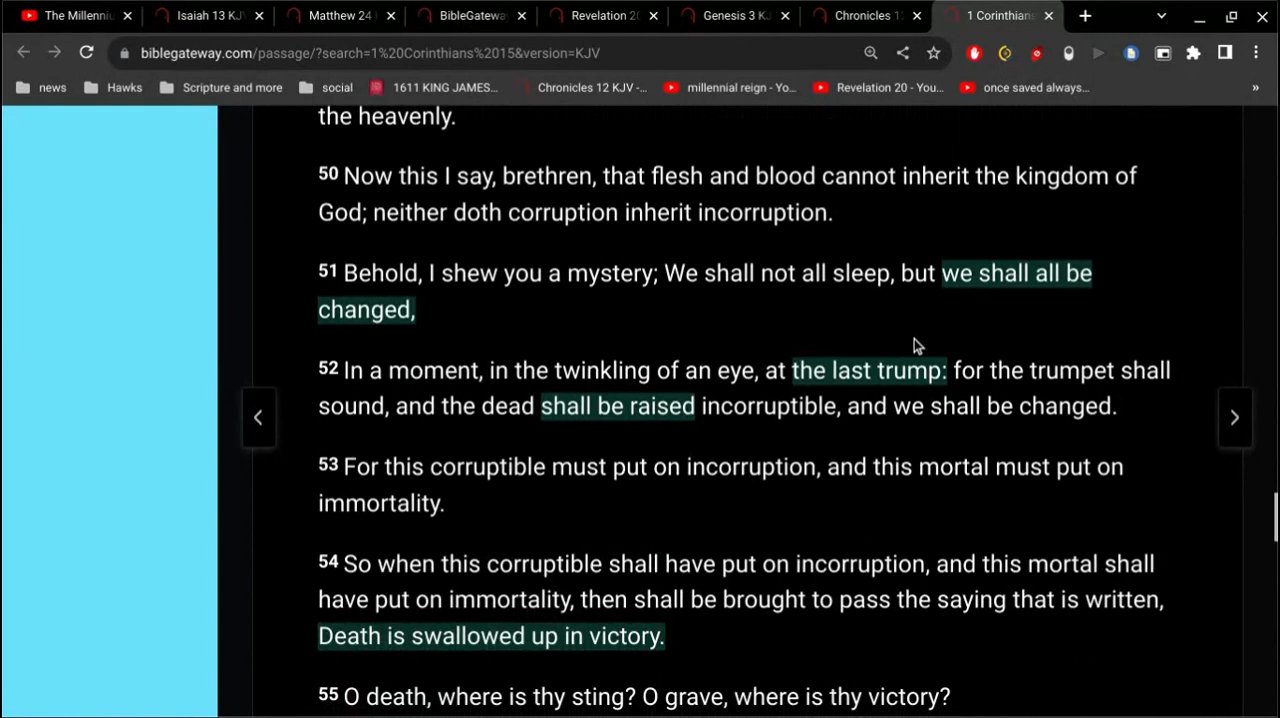 The Millenniu
Isaiah 13 KJV
Matthew 24
BibleGateway
Revelation 20
Genesis 3 KJ
Chronicles 12
1 Corinthians
biblegateway.com/passage/?search=1%20Corinthians%2015&version=KJV
news
Hawks
Scripture and more
social
1611 KING JAMES...
Chronicles 12 KJV -...
millennial reign - Yo...
Revelation 20 - You...
once saved always...
»
the heavenly.
50 Now this I say, brethren, that flesh and blood cannot inherit the kingdom of
God; neither doth corruption inherit incorruption.
51 Behold, I shew you a mystery; We shall not all sleep, but we shall all be
changed,
52 In a moment, in the twinkling of an eye, at the last trump: for the trumpet shall
sound, and the dead shall be raised incorruptible, and we shall be changed.
53 For this corruptible must put on incorruption, and this mortal must put on
immortality.
54 So when this corruptible shall have put on incorruption, and this mortal shall
have put on immortality, then shall be brought to pass the saying that is written,
Death is swallowed up in victory.
55 O death, where is thy sting? O grave, where is thy victory?